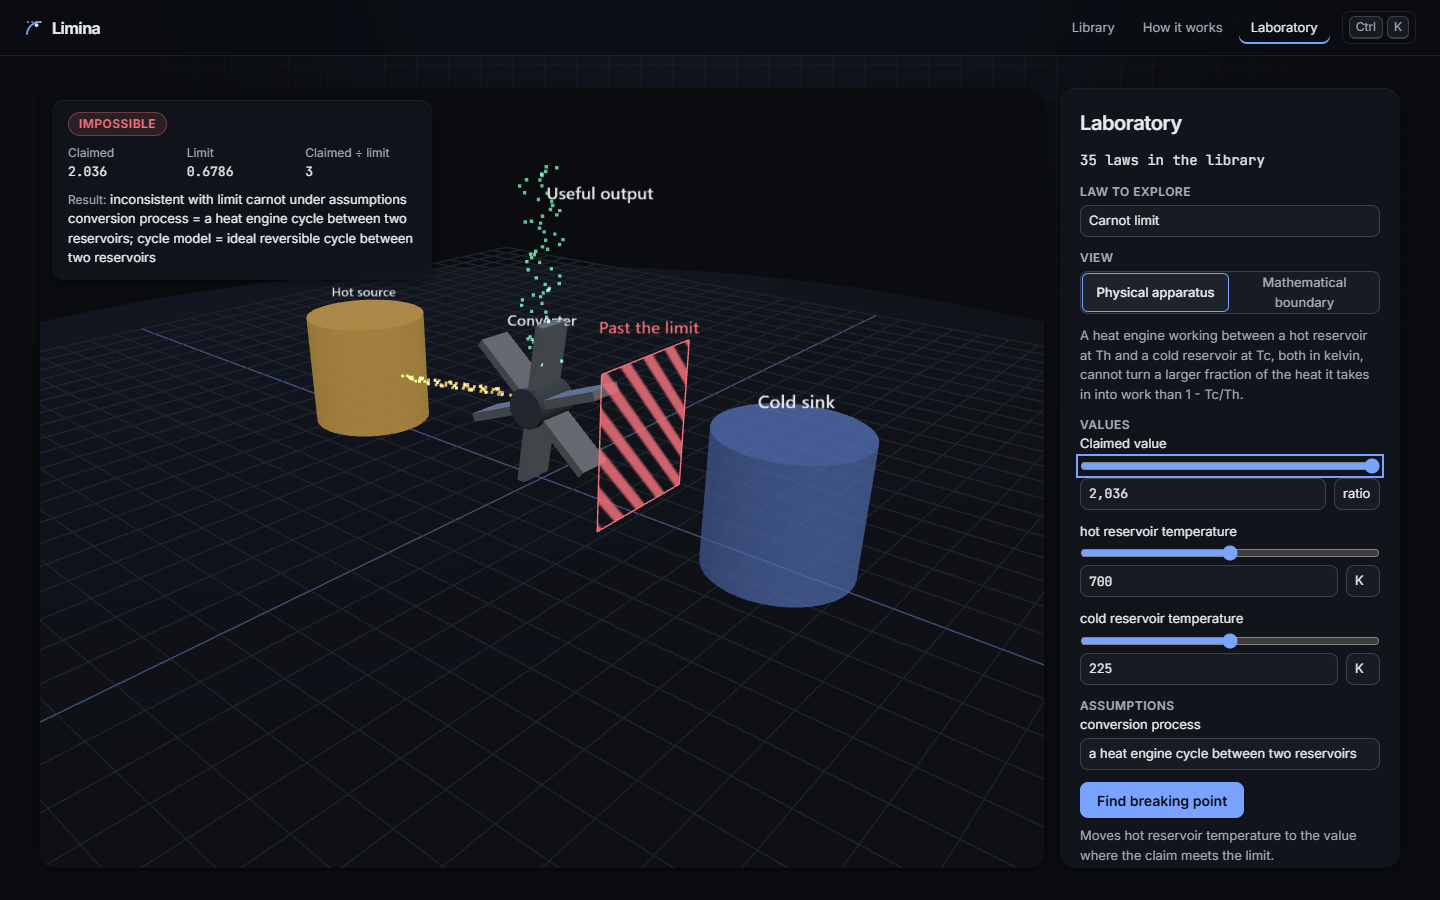 Limina
Library
How it works
Laboratory
Ctrl
K
IMPOSSIBLE
Claimed
Limit
Claimed ÷ limit
2.036
0.6786
3
Result: inconsistent with limit carnot under assumptions
conversion process = a heat engine cycle between two
reservoirs; cycle model = ideal reversible cycle between
two reservoirs
Useful output
Hot source
Converter
Past the limit
Cold sink
Laboratory
35 laws in the library
LAW TO EXPLORE
Carnot limit
VIEW
Physical apparatus
Mathematical
boundary
A heat engine working between a hot reservoir
at Th and a cold reservoir at Tc, both in kelvin,
cannot turn a larger fraction of the heat it takes
in into work than 1 - Tc/Th.
VALUES
Claimed value
2,036
ratio
hot reservoir temperature
700
K
cold reservoir temperature
225
K
ASSUMPTIONS
conversion process
a heat engine cycle between two reservoirs
Find breaking point
Moves hot reservoir temperature to the value
where the claim meets the limit.